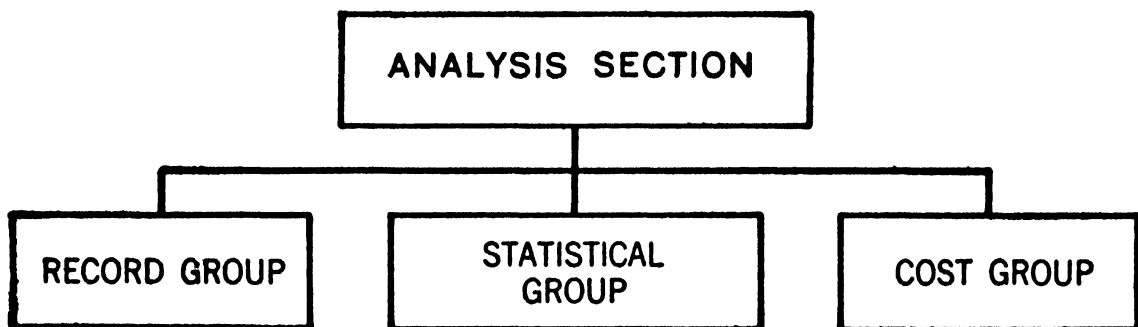 ANALYSIS SECTION
RECORD GROUP
STATISTICAL
GROUP
COST GROUP